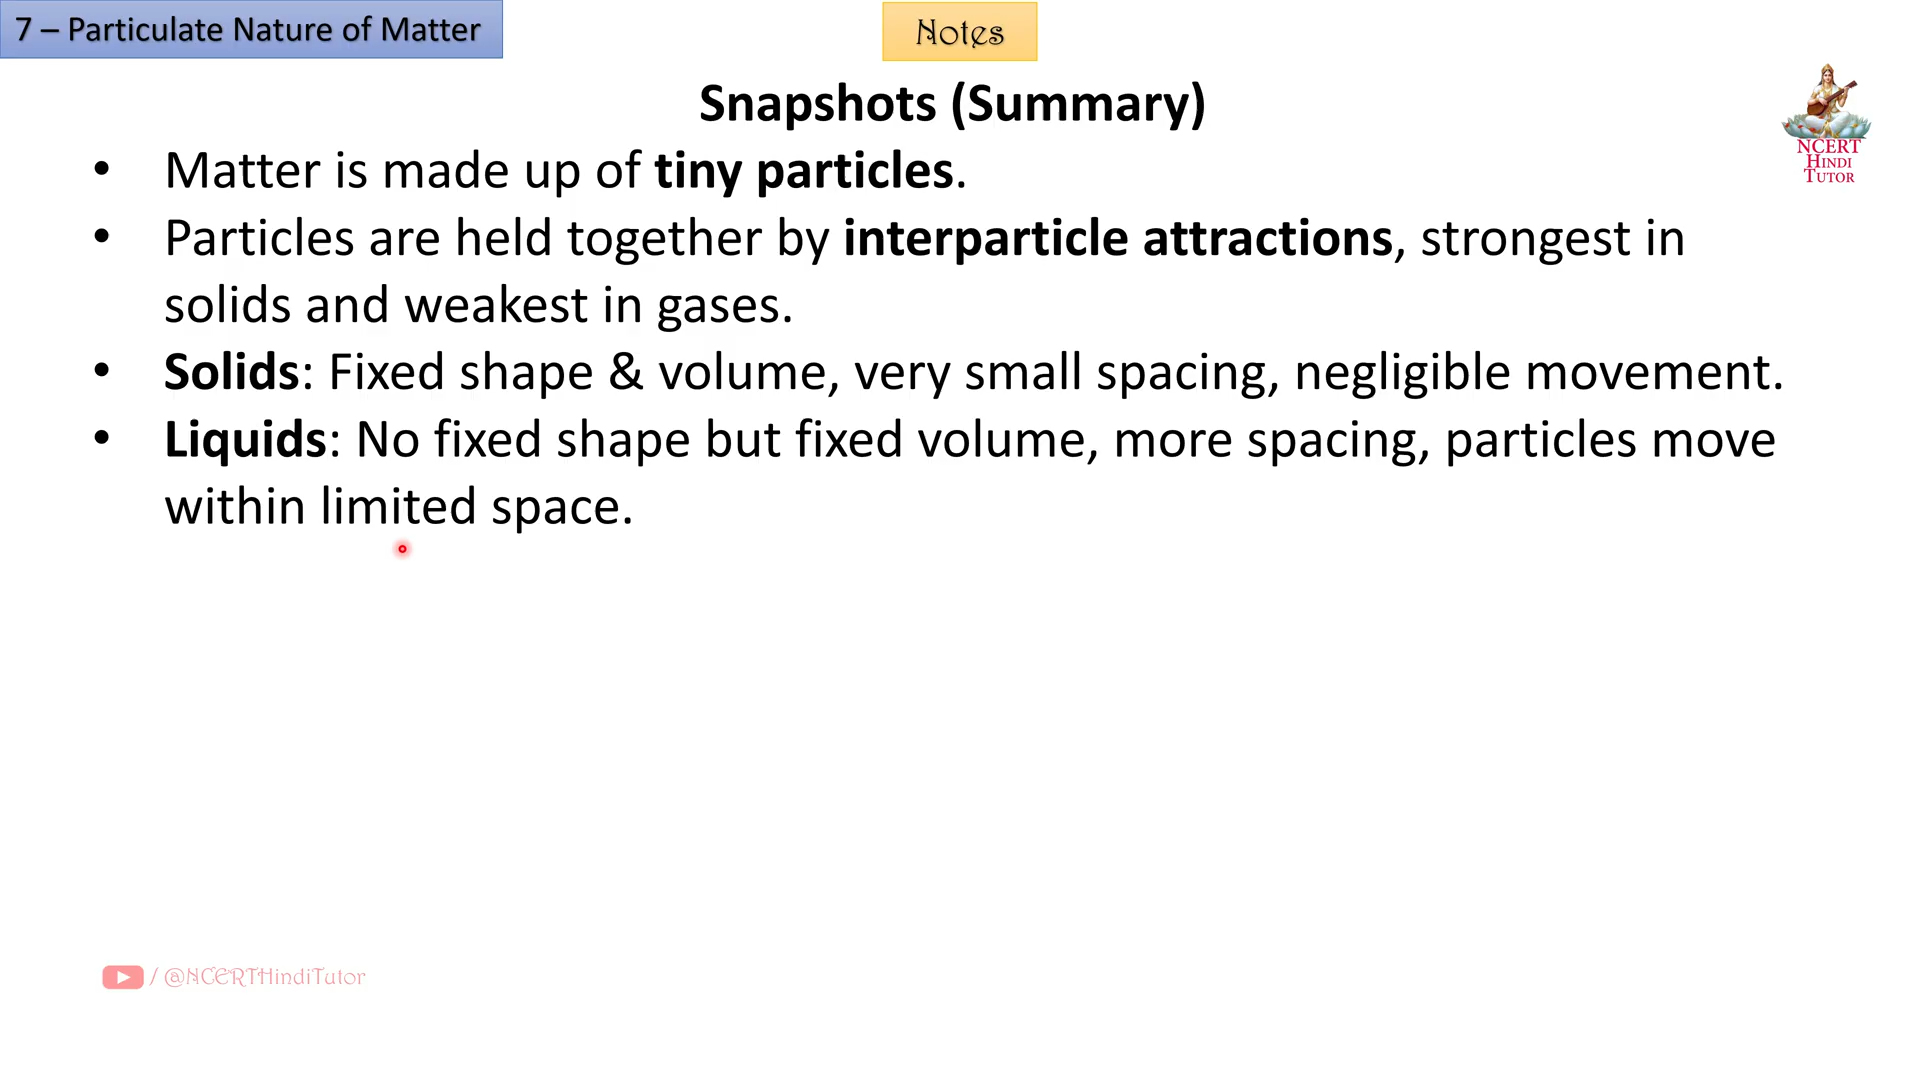 7 – Particulate Nature of Matter
Notes
Snapshots (Summary)
• Matter is made up of tiny particles.
• Particles are held together by interparticle attractions, strongest in
solids and weakest in gases.
• Solids: Fixed shape & volume, very small spacing, negligible movement.
• Liquids: No fixed shape but fixed volume, more spacing, particles move
within limited space.
NCERT
HINDI
TUTOR
/ @NCERTHindiTutor